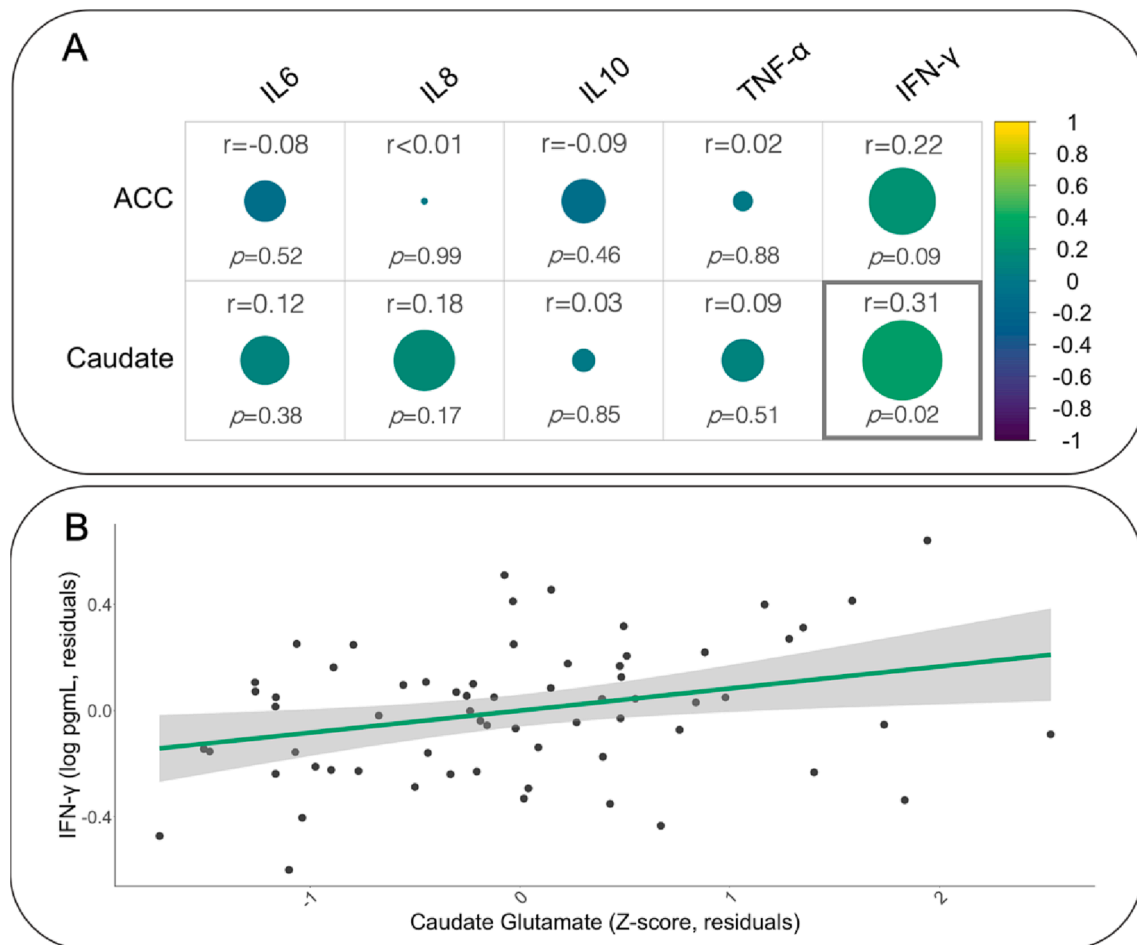 A
IL6 IL8 IL10 TNF-α IFN-γ
r=-0.08 r<0.01 r=-0.09 r=0.02 r=0.22
ACC
p=0.52 p=0.99 p=0.46 p=0.88 p=0.09
r=0.12 r=0.18 r=0.03 r=0.09 r=0.31
Caudate
p=0.38 p=0.17 p=0.85 p=0.51 p=0.02
1
0.8
0.6
0.4
0.2
0
-0.2
-0.4
-0.6
-0.8
-1
B
IFN-γ (log pgmL, residuals)
0.4
0.0
-0.4
-1 0 1 2
Caudate Glutamate (Z-score, residuals)